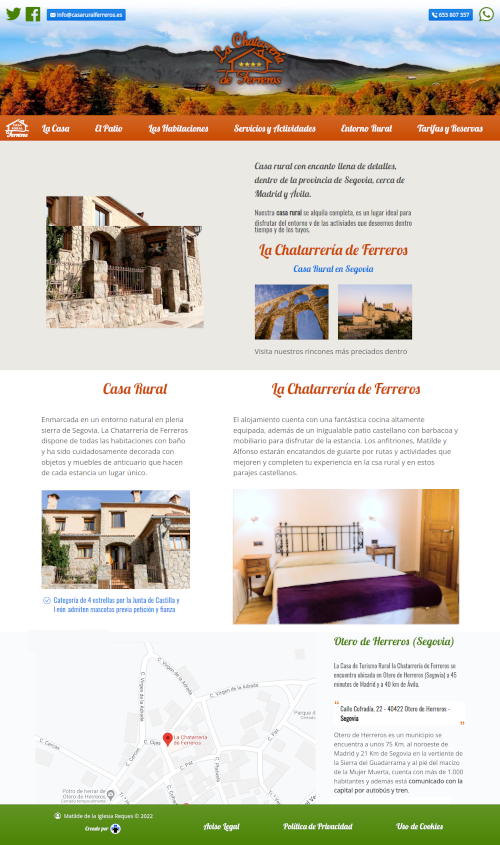 info@casaruralferreros.es
653 807 357
La Chatarrería
de Ferreros
La Casa
El Patio
Las Habitaciones
Servicios y Actividades
Entorno Rural
Tarifas y Reservas
Casa rural con encanto llena de detalles,
dentro de la provincia de Segovia, cerca de
Madrid y Ávila.
Nuestra casa rural se alquila completa, es un lugar ideal para
disfrutar del entorno y de las actividades que deseemos dentro
tiempo y de los tuyos.
La Chatarrería de Ferreros
Casa Rural en Segovia
Visita nuestros rincones más preciados dentro
Casa Rural
Enmarcada en un entorno natural en plena
sierra de Segovia, La Chatarrería de Ferreros
dispone de todas las habitaciones con baño
y ha sido cuidadosamente decorada con
objetos y muebles de anticuario que hacen
de cada estancia un lugar único.
Categoría de 4 estrellas por la Junta de Castilla y
León admiten mascotas previa petición y fianza
La Chatarrería de Ferreros
El alojamiento cuenta con una fantástica cocina altamente
equipada, además de un inigualable patio castellano con barbacoa y
mobiliario para disfrutar de la estancia. Los anfitriones, Matilde y
Alfonso estarán encantados de guiarte por rutas y actividades que
mejoren y completen tu experiencia en la csa rural y en estos
parajes castellanos.
C. Virgen de la Adrada
C. Virgen de la Adrada
C. Virgen de la Adrada
Parque d
C. Cercas
C. Cercas
C. Ojos
La Chatarrería
de Ferreros
C. Pat
Potro de herrar de
Otero de Herreros
Cerrado temporalmente
Otero de Herreros (Segovia)
La Casa de Turismo Rural la Chatarrería de Ferreros se
encuentra ubicada en Otero de Herreros (Segovia) a 45
minutos de Madrid y a 40 km de Ávila.
Calle Cofradía, 22 - 40422 Otero de Herreros -
Segovia
Otero de Herreros es un municipio se
encuentra a unos 75 Km. al noroeste de
Madrid y 21 Km de Segovia en la vertiente de
la Sierra del Guadarrama y al pié del macizo
de la Mujer Muerta, cuenta con más de 1.000
habitantes y además está comunicado con la
capital por autobús y tren.
Matilde de la Iglesia Reques © 2022
Creado por
Aviso Legal
Política de Privacidad
Uso de Cookies